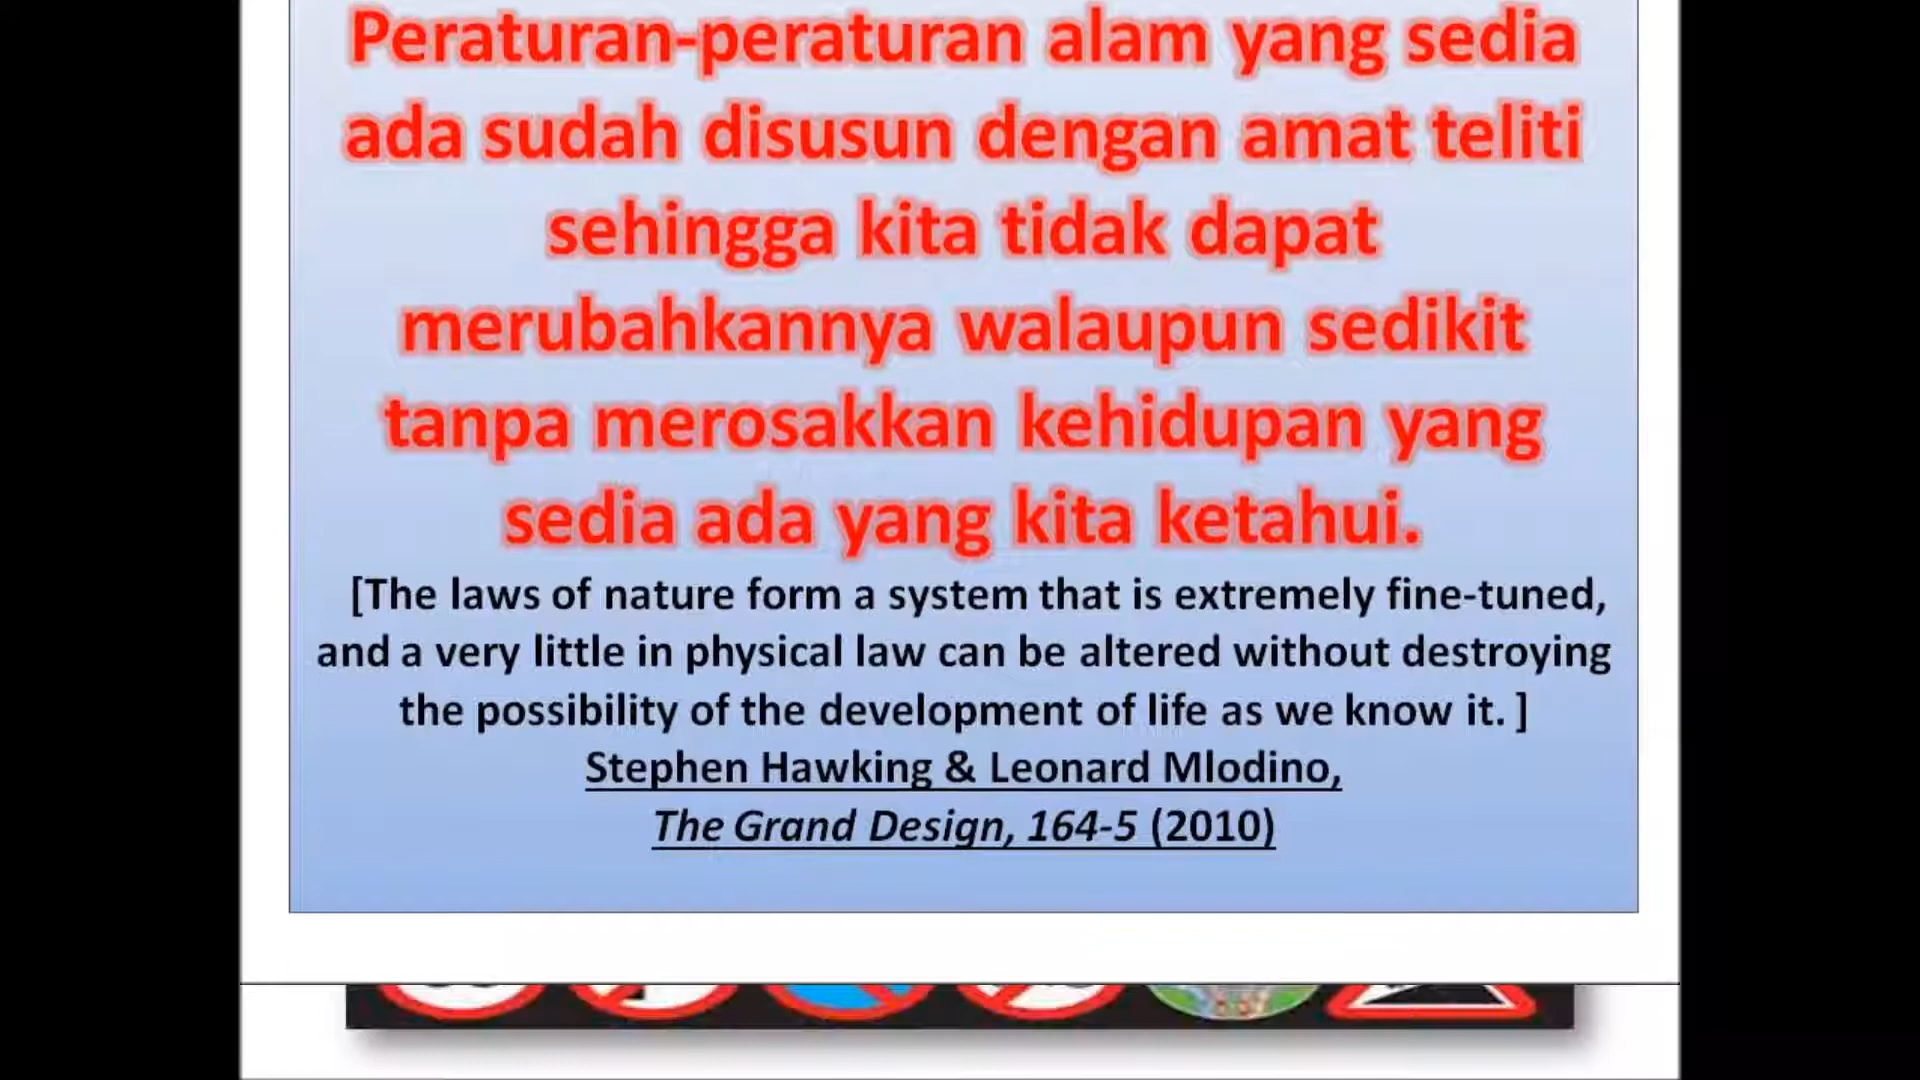 Peraturan-peraturan alam yang sedia
ada sudah disusun dengan amat teliti
sehingga kita tidak dapat
merubahkannya walaupun sedikit
tanpa merosakkan kehidupan yang
sedia ada yang kita ketahui.
[The laws of nature form a system that is extremely fine-tuned,
and a very little in physical law can be altered without destroying
the possibility of the development of life as we know it. ]
Stephen Hawking & Leonard Mlodino,
The Grand Design, 164-5 (2010)